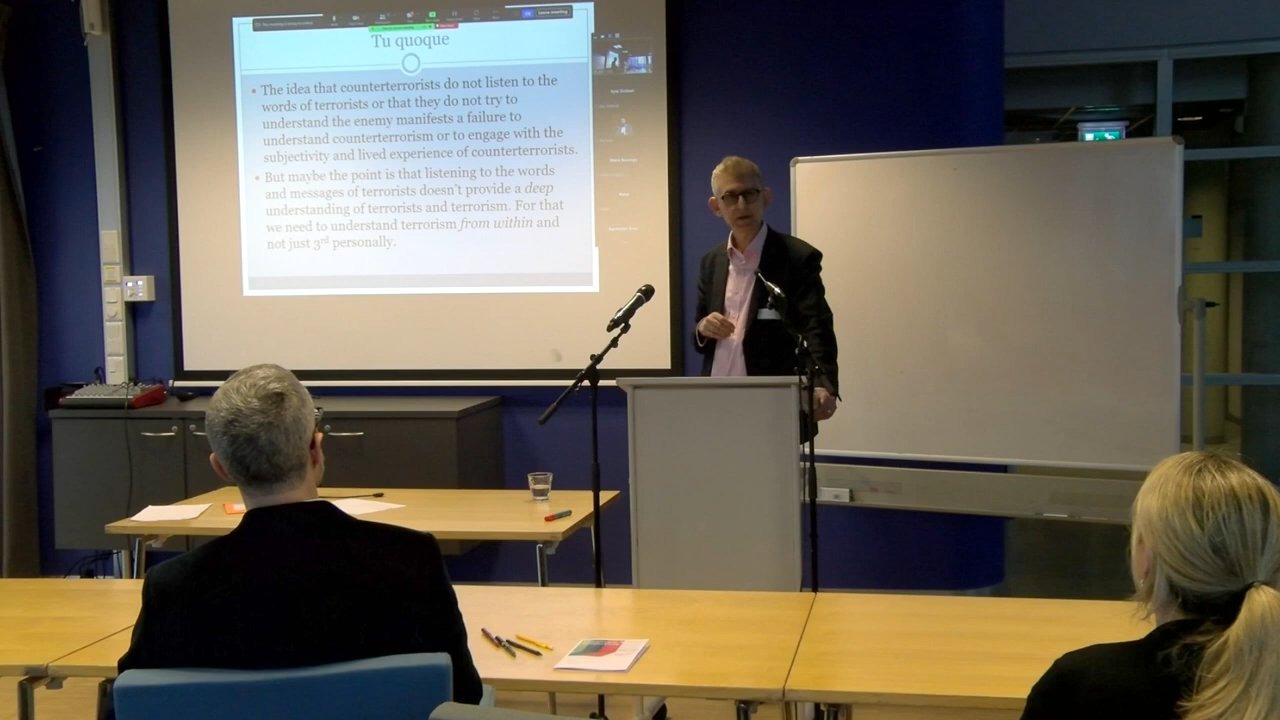 Leave meeting
Tu quoque
• The idea that counterterrorists do not listen to the
words of terrorists or that they do not try to
understand the enemy manifests a failure to
understand counterterrorism or to engage with the
subjectivity and lived experience of counterterrorists.
• But maybe the point is that listening to the words
and messages of terrorists doesn't provide a deep
understanding of terrorists and terrorism. For that
we need to understand terrorism from within and
not just 3rd personally.